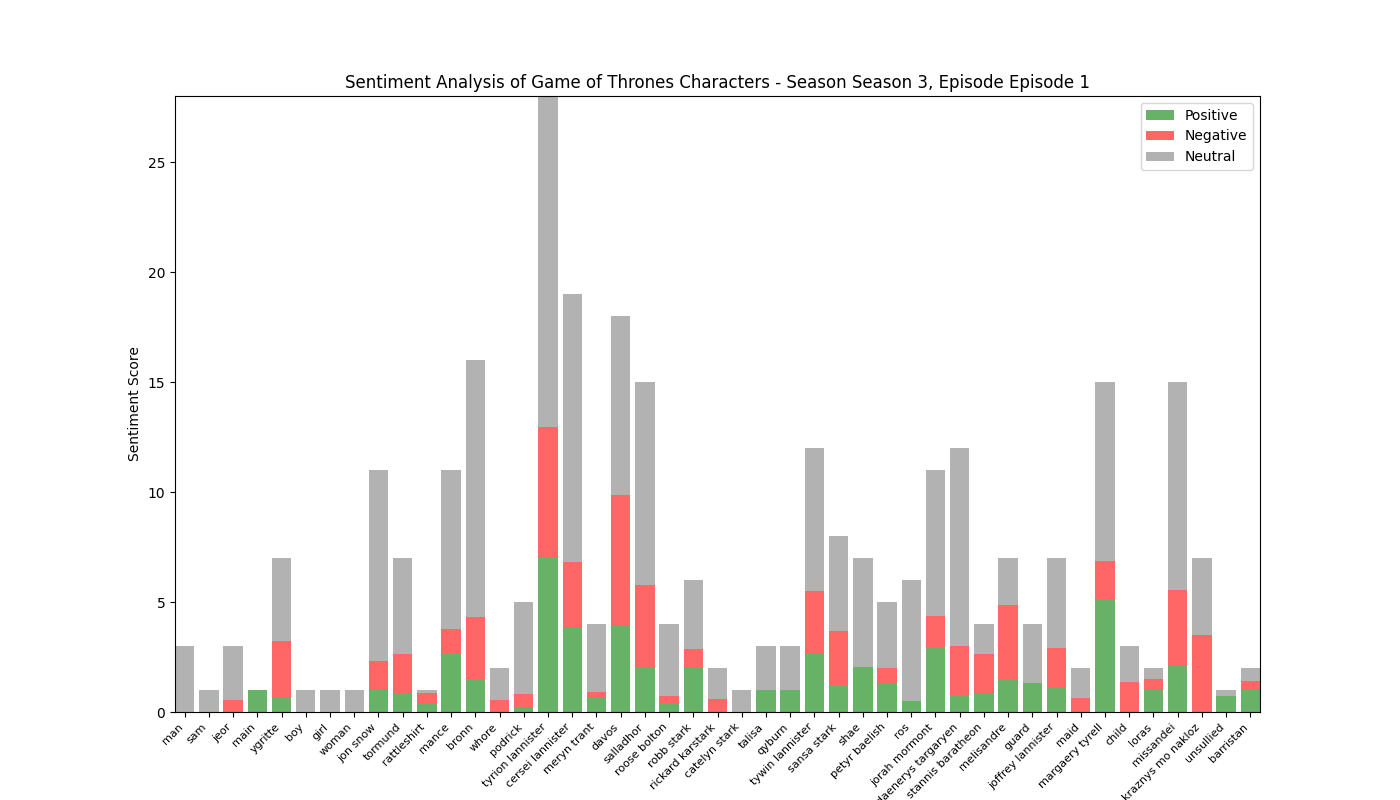 Sentiment Analysis of Game of Thrones Characters - Season Season 3, Episode Episode 1
Positive
Negative
Neutral
Sentiment Score
25
20
15
10
5
0
man
sam
jeor
main
ygritte
boy
girl
woman
jon snow
tormund
rattleshirt
mance
bronn
whore
podrick
tyrion lannister
cersei lannister
meryn trant
davos
salladhor
roose bolton
robb stark
rickard karstark
catelyn stark
talisa
qyburn
tywin lannister
sansa stark
shae
petyr baelish
ros
jorah mormont
daenerys targaryen
stannis baratheon
melisandre
guard
joffrey lannister
maid
margaery tyrell
child
loras
missandei
kraznys mo nakloz
unsullied
barristan